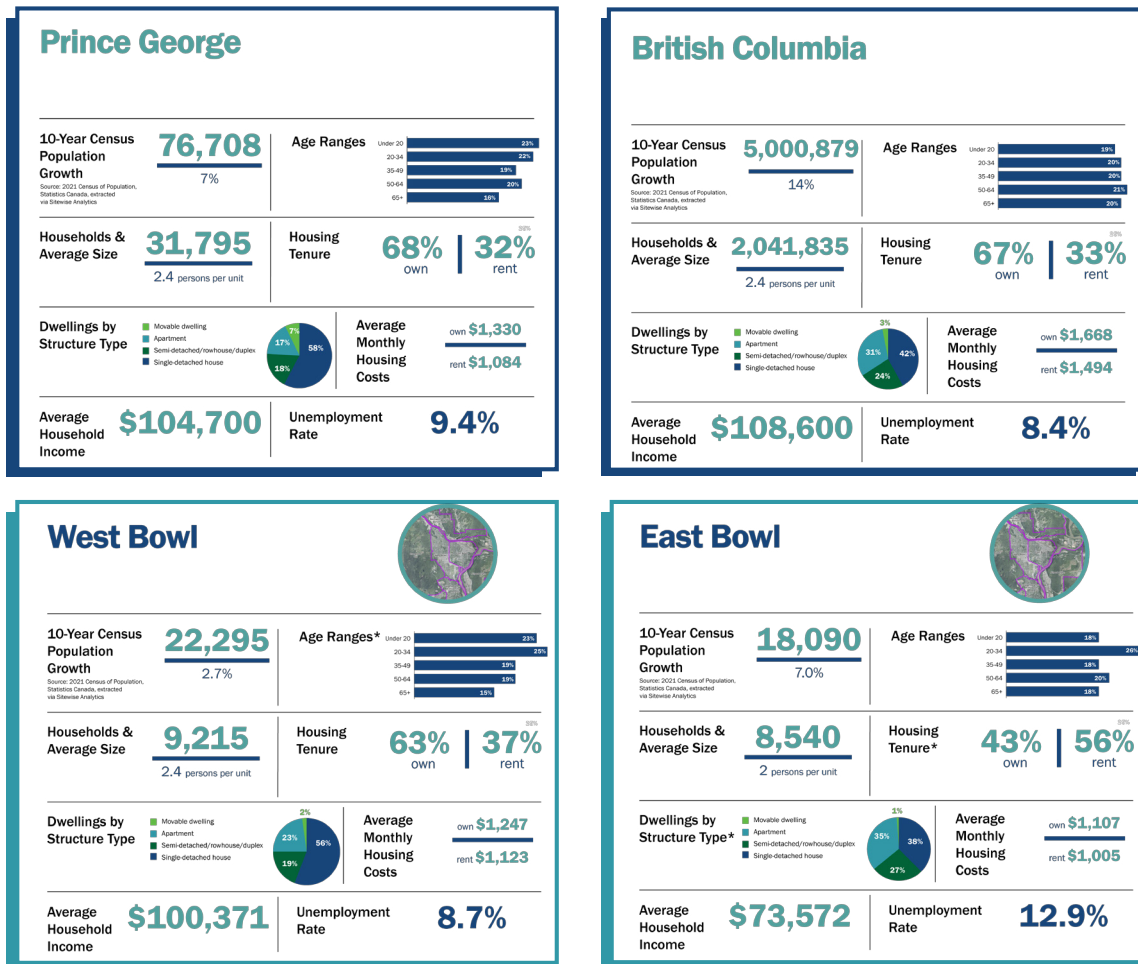 Prince George
10-Year Census
Population
Growth
Source: 2021 Census of Population,
Statistics Canada, extracted
via Sitewise Analytics
76,708
7%
Age Ranges
Under 20 23%
20-34 22%
35-49 19%
50-64 20%
65+ 16%
Households &
Average Size
31,795
2.4 persons per unit
Housing
Tenure
68% 32%
own rent
Dwellings by
Structure Type
Movable dwelling
Apartment
Semi-detached/rowhouse/duplex
Single-detached house
7%
17% 58%
18%
Average
Monthly
Housing
Costs
own $1,330
rent $1,084
Average
Household
Income
$104,700
Unemployment
Rate
9.4%
British Columbia
10-Year Census
Population
Growth
Source: 2021 Census of Population,
Statistics Canada, extracted
via Sitewise Analytics
5,000,879
14%
Age Ranges
Under 20 19%
20-34 20%
35-49 20%
50-64 21%
65+ 20%
Households &
Average Size
2,041,835
2.4 persons per unit
Housing
Tenure
67% 33%
own rent
Dwellings by
Structure Type
Movable dwelling
Apartment
Semi-detached/rowhouse/duplex
Single-detached house
3%
31% 42%
24%
Average
Monthly
Housing
Costs
own $1,668
rent $1,494
Average
Household
Income
$108,600
Unemployment
Rate
8.4%
West Bowl
10-Year Census
Population
Growth
Source: 2021 Census of Population,
Statistics Canada, extracted
via Sitewise Analytics
22,295
2.7%
Age Ranges*
Under 20 23%
20-34 25%
35-49 19%
50-64 19%
65+ 15%
Households &
Average Size
9,215
2.4 persons per unit
Housing
Tenure
63% 37%
own rent
Dwellings by
Structure Type
Movable dwelling
Apartment
Semi-detached/rowhouse/duplex
Single-detached house
2%
23% 56%
19%
Average
Monthly
Housing
Costs
own $1,247
rent $1,123
Average
Household
Income
$100,371
Unemployment
Rate
8.7%
East Bowl
10-Year Census
Population
Growth
Source: 2021 Census of Population,
Statistics Canada, extracted
via Sitewise Analytics
18,090
7.0%
Age Ranges
Under 20 18%
20-34 26%
35-49 18%
50-64 20%
65+ 18%
Households &
Average Size
8,540
2 persons per unit
Housing
Tenure*
43% 56%
own rent
Dwellings by
Structure Type*
Movable dwelling
Apartment
Semi-detached/rowhouse/duplex
Single-detached house
1%
35% 38%
27%
Average
Monthly
Housing
Costs
own $1,107
rent $1,005
Average
Household
Income
$73,572
Unemployment
Rate
12.9%